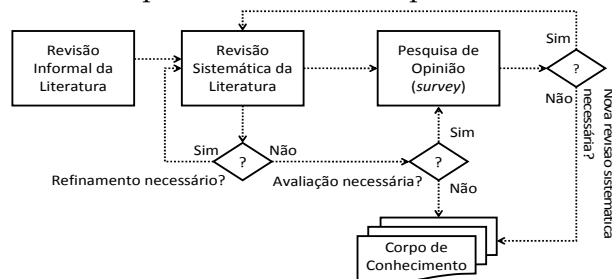 Revisão
Informal da
Literatura
Revisão
Sistemática da
Literatura
Pesquisa de
Opinião
(survey)
Sim
?
Não
Nova revisão sistemática
necessária?
Sim
?
Não
Refinamento necessário?
Avaliação necessária?
Sim
?
Não
Corpo de
Conhecimento